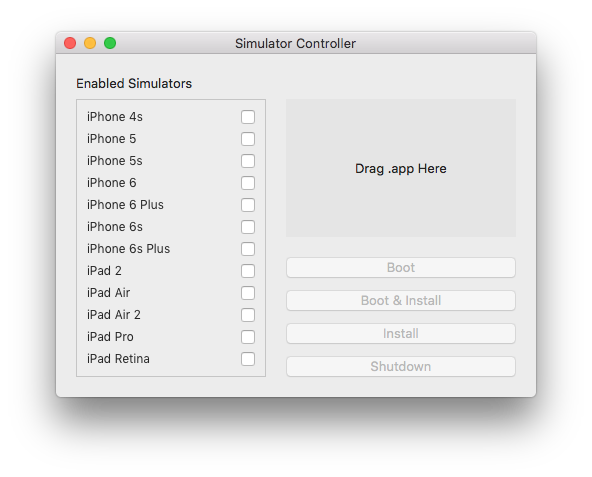 Simulator Controller
Enabled Simulators
iPhone 4s
iPhone 5
iPhone 5s
iPhone 6
iPhone 6 Plus
iPhone 6s
iPhone 6s Plus
iPad 2
iPad Air
iPad Air 2
iPad Pro
iPad Retina
Drag .app Here
Boot
Boot & Install
Install
Shutdown